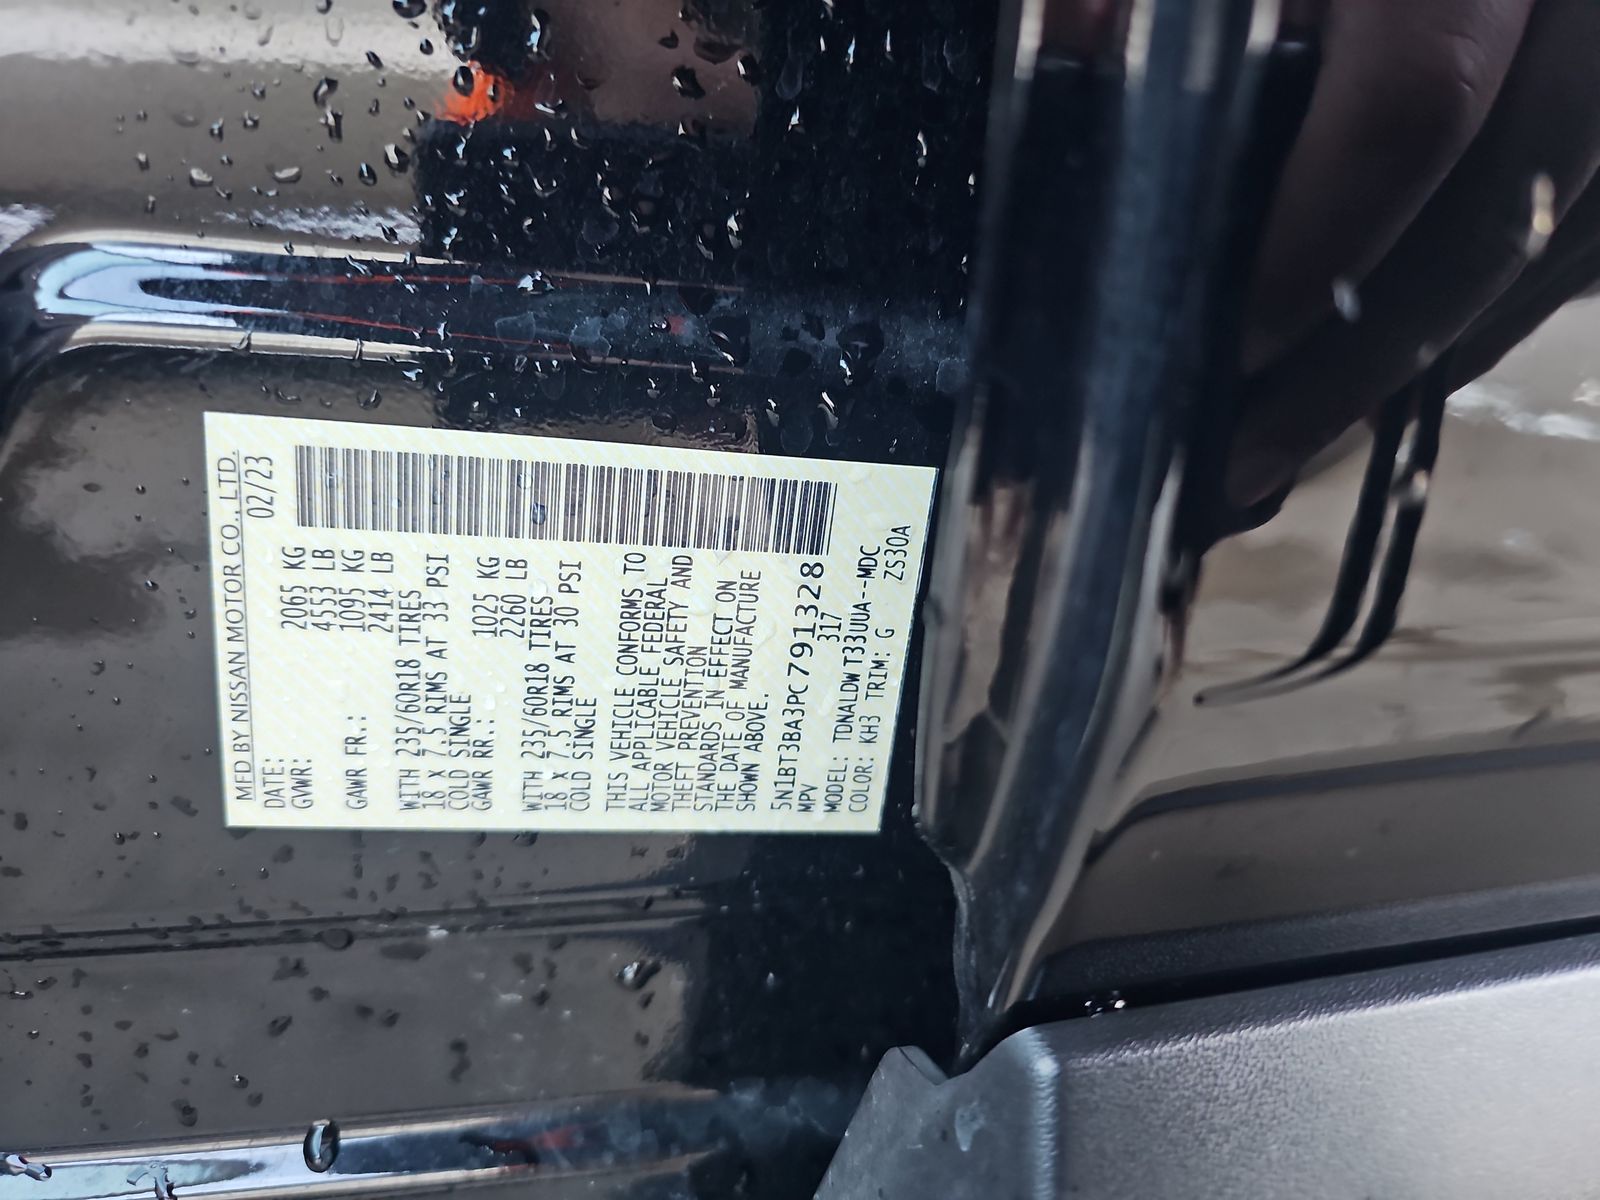 MFD BY NISSAN MOTOR CO., LTD.
DATE: 02/23
GVWR: 2065 KG
4553 LB
GAWR FR.: 1095 KG
2414 LB
WITH 235/60R18 TIRES
18 X 7.5 RIMS AT 33 PSI
COLD SINGLE
GAWR RR.: 1025 KG
2260 LB
WITH 235/60R18 TIRES
18 X 7.5 RIMS AT 30 PSI
COLD SINGLE
THIS VEHICLE CONFORMS TO
ALL APPLICABLE FEDERAL
MOTOR VEHICLE SAFETY AND
THEFT PREVENTION
STANDARDS IN EFFECT ON
THE DATE OF MANUFACTURE
SHOWN ABOVE.
5N1BT3BA3PC791328
MPV 317
MODEL: TDNALDWT33UUA--MDC
COLOR: KH3 TRIM: G ZS30A